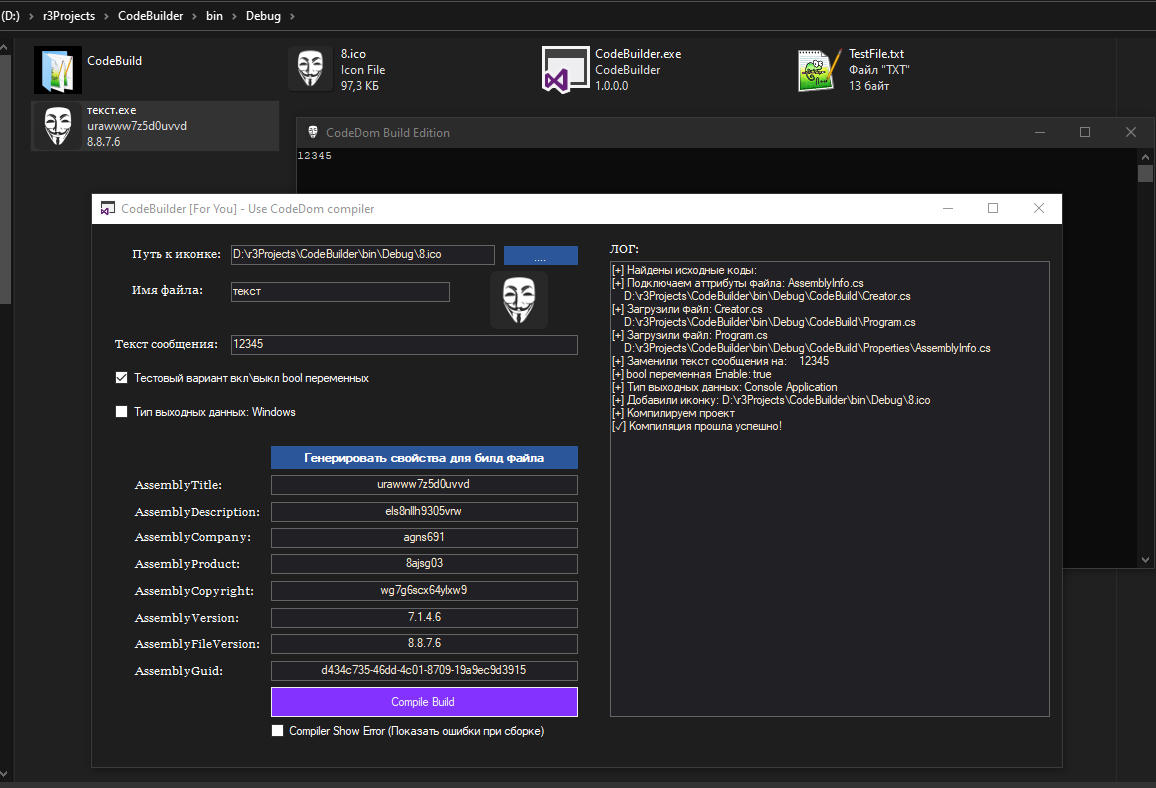 (D:) › r3Projects › CodeBuilder › bin › Debug ›
CodeBuild
8.ico
Icon File
97,3 КБ
CodeBuilder.exe
CodeBuilder
1.0.0.0
TestFile.txt
Файл "TXT"
13 байт
текст.exe
urawww7z5d0uvvd
8.8.7.6
CodeDom Build Edition
12345
CodeBuilder [For You] - Use CodeDom compiler
Путь к иконке: D:\r3Projects\CodeBuilder\bin\Debug\8.ico ....
Имя файла: текст
Текст сообщения: 12345
Тестовый вариант вкл\выкл bool переменных
Тип выходных данных: Windows
Генерировать свойства для билд файла
AssemblyTitle: urawww7z5d0uvvd
AssemblyDescription: els8nllh9305vrw
AssemblyCompany: agns691
AssemblyProduct: 8ajsg03
AssemblyCopyright: wg7g6scx64ylxw9
AssemblyVersion: 7.1.4.6
AssemblyFileVersion: 8.8.7.6
AssemblyGuid: d434c735-46dd-4c01-8709-19a9ec9d3915
Compile Build
Compiler Show Error (Показать ошибки при сборке)
ЛОГ:
[+] Найдены исходные коды:
[+] Подключаем аттрибуты файла: AssemblyInfo.cs
D:\r3Projects\CodeBuilder\bin\Debug\CodeBuild\Creator.cs
[+] Загрузили файл: Creator.cs
D:\r3Projects\CodeBuilder\bin\Debug\CodeBuild\Program.cs
[+] Загрузили файл: Program.cs
D:\r3Projects\CodeBuilder\bin\Debug\CodeBuild\Properties\AssemblyInfo.cs
[+] Заменили текст сообщения на: 12345
[+] bool переменная Enable: true
[+] Тип выходных данных: Console Application
[+] Добавили иконку: D:\r3Projects\CodeBuilder\bin\Debug\8.ico
[+] Компилируем проект
[✓] Компиляция прошла успешно!